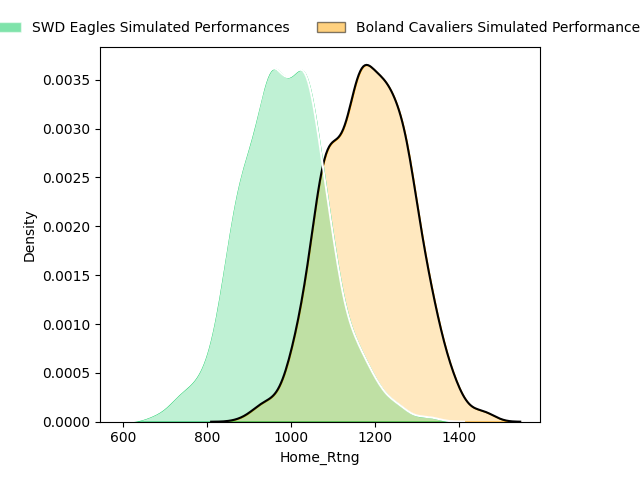 SWD Eagles Simulated Performances
Boland Cavaliers Simulated Performance
0.0035
0.0030
0.0025
0.0020
0.0015
0.0010
0.0005
0.0000
Density
600 800 1000 1200 1400
Home_Rtng